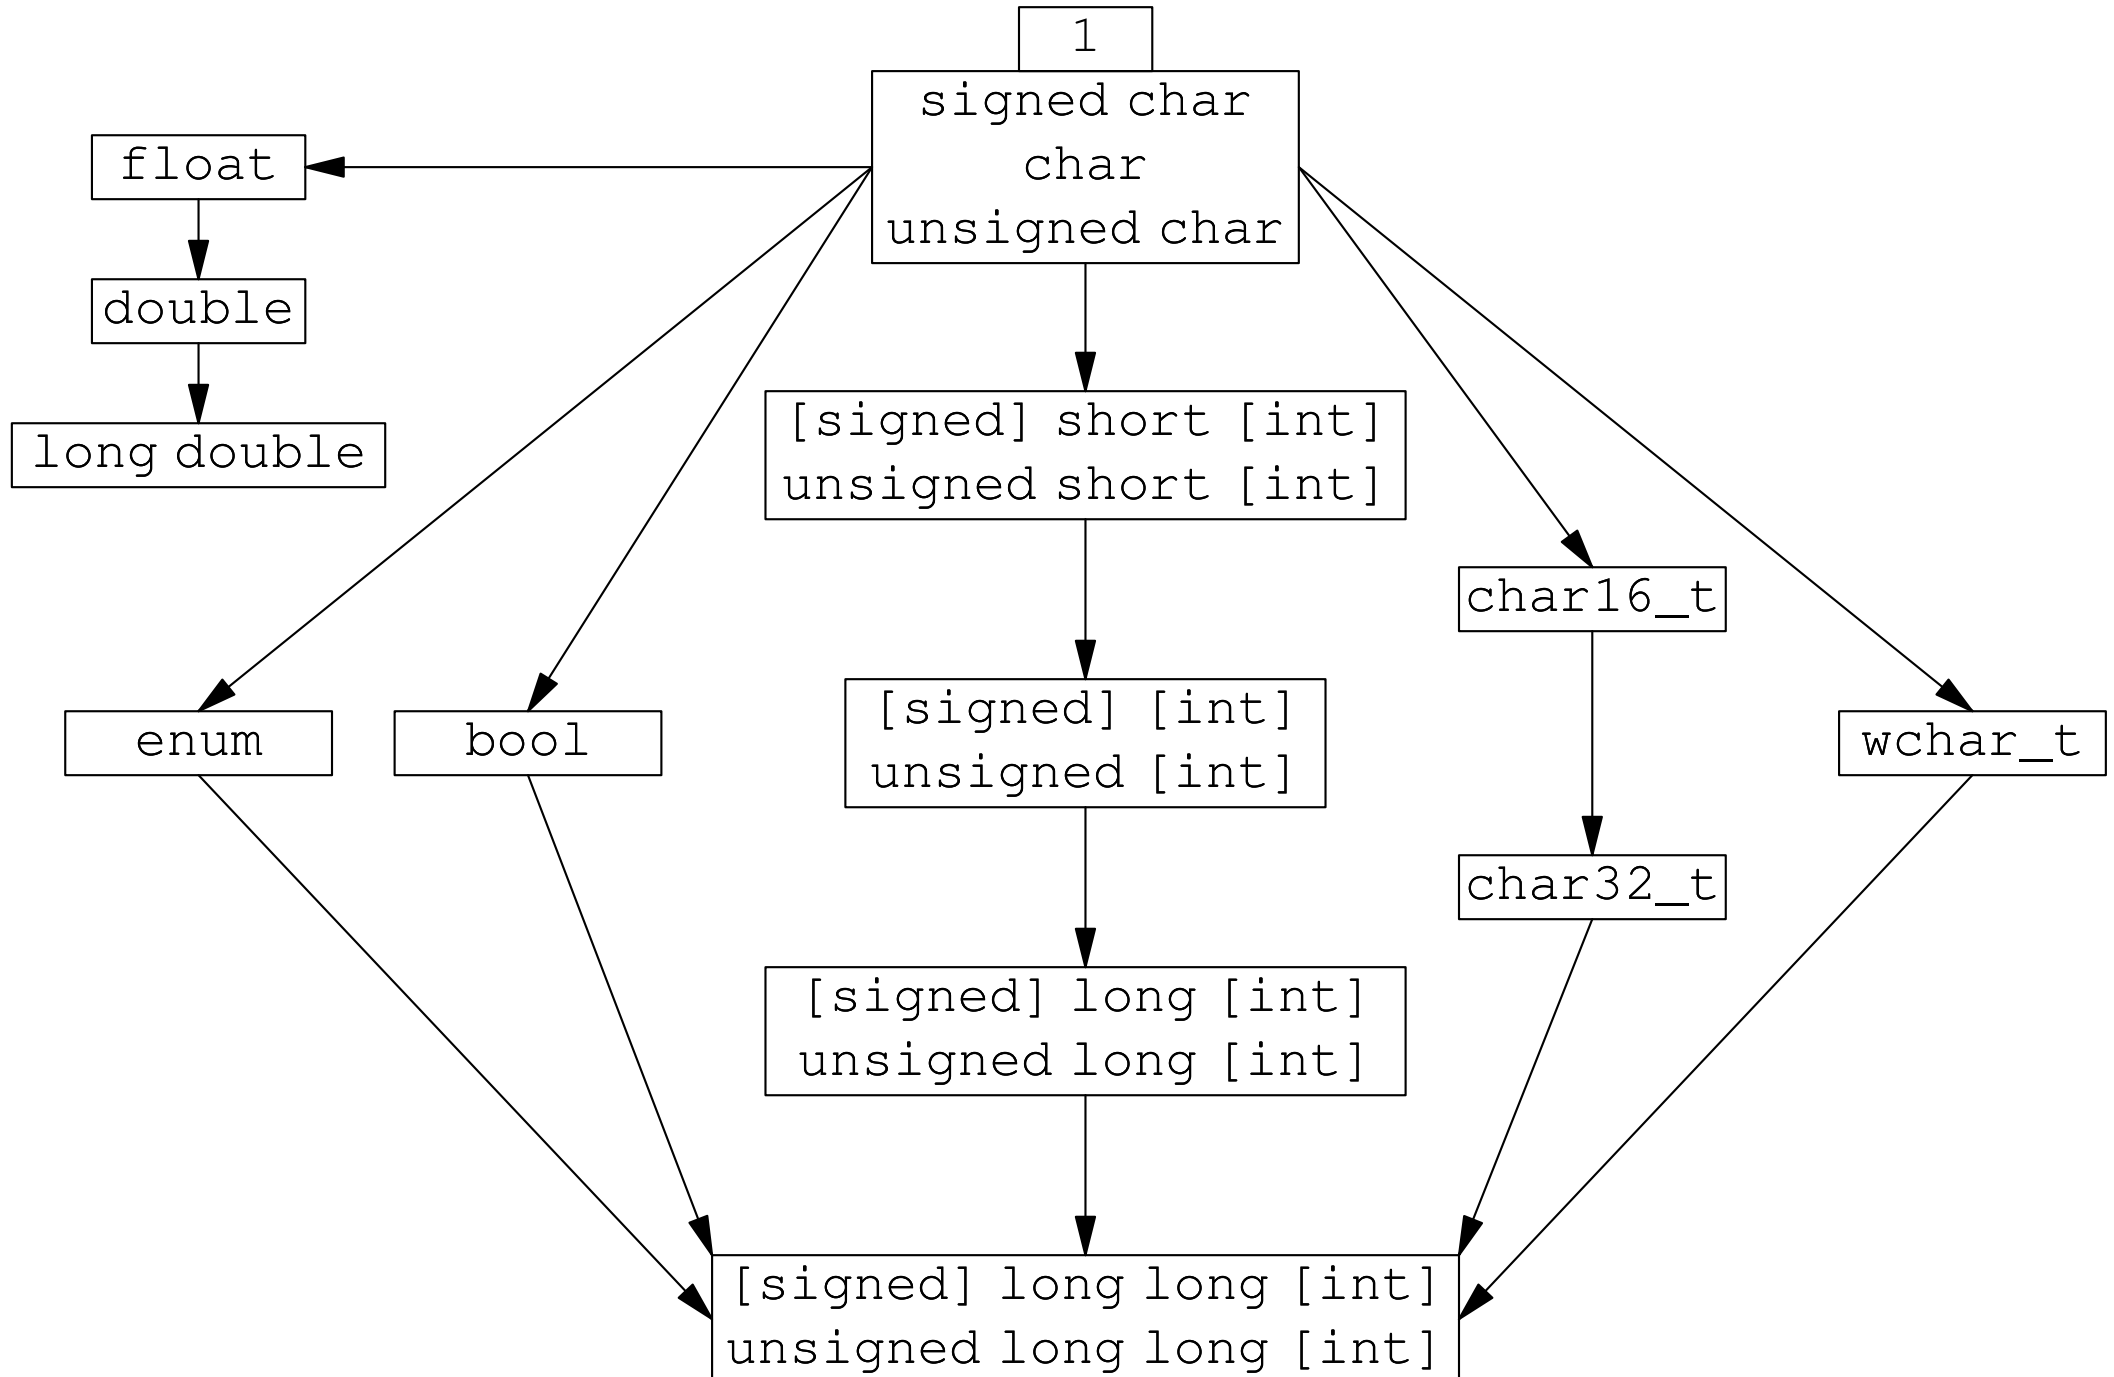 1
signed char
char
unsigned char
float
double
long double
[signed] short [int]
unsigned short [int]
char16_t
enum
bool
[signed] [int]
unsigned [int]
wchar_t
char32_t
[signed] long [int]
unsigned long [int]
[signed] long long [int]
unsigned long long [int]